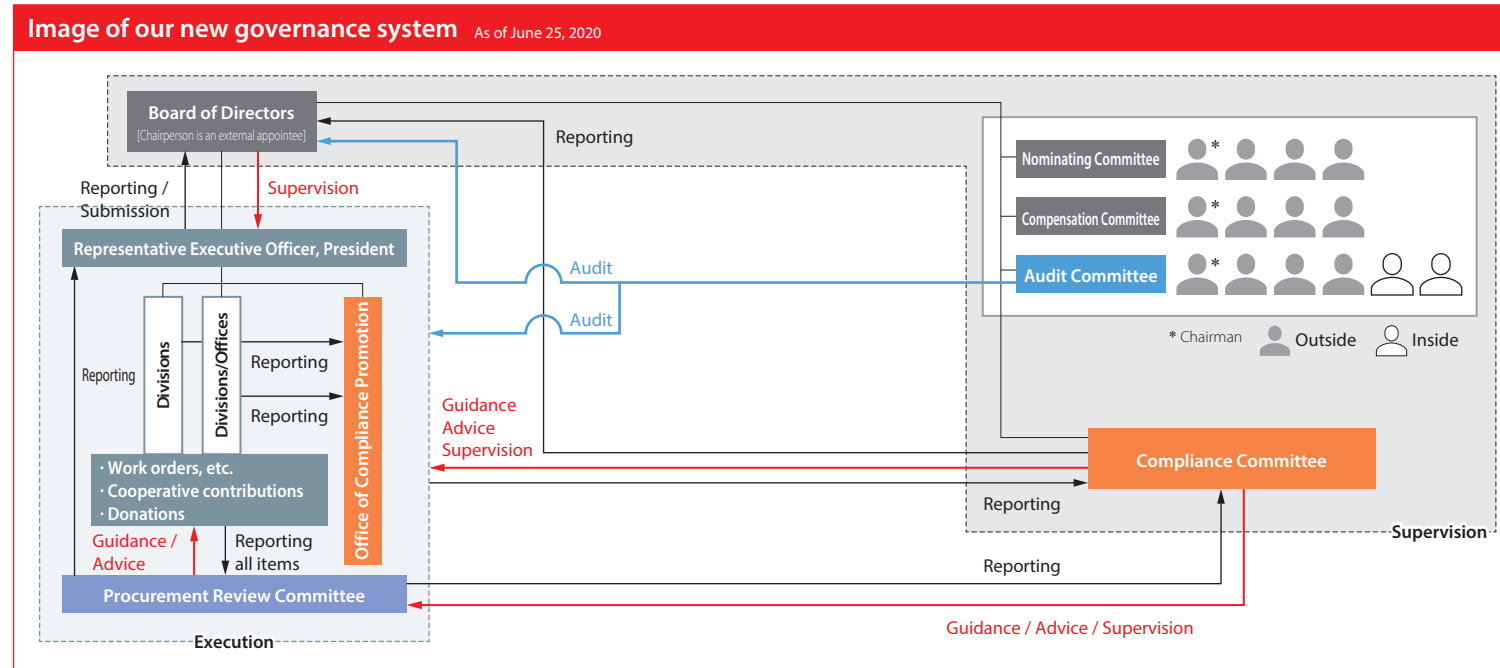 Image of our new governance system As of June 25, 2020
Board of Directors
[Chairperson is an external appointee]
Reporting
Nominating Committee
*
Reporting /
Submission
Supervision
Compensation Committee
*
Representative Executive Officer, President
Audit
Audit Committee
*
Audit
* Chairman
Outside
Inside
Reporting
Divisions
Divisions/Offices
Reporting
Reporting
Office of Compliance Promotion
Guidance
Advice
Supervision
Compliance Committee
· Work orders, etc.
· Cooperative contributions
· Donations
Reporting
Supervision
Guidance /
Advice
Reporting
all items
Reporting
Procurement Review Committee
Guidance / Advice / Supervision
Execution